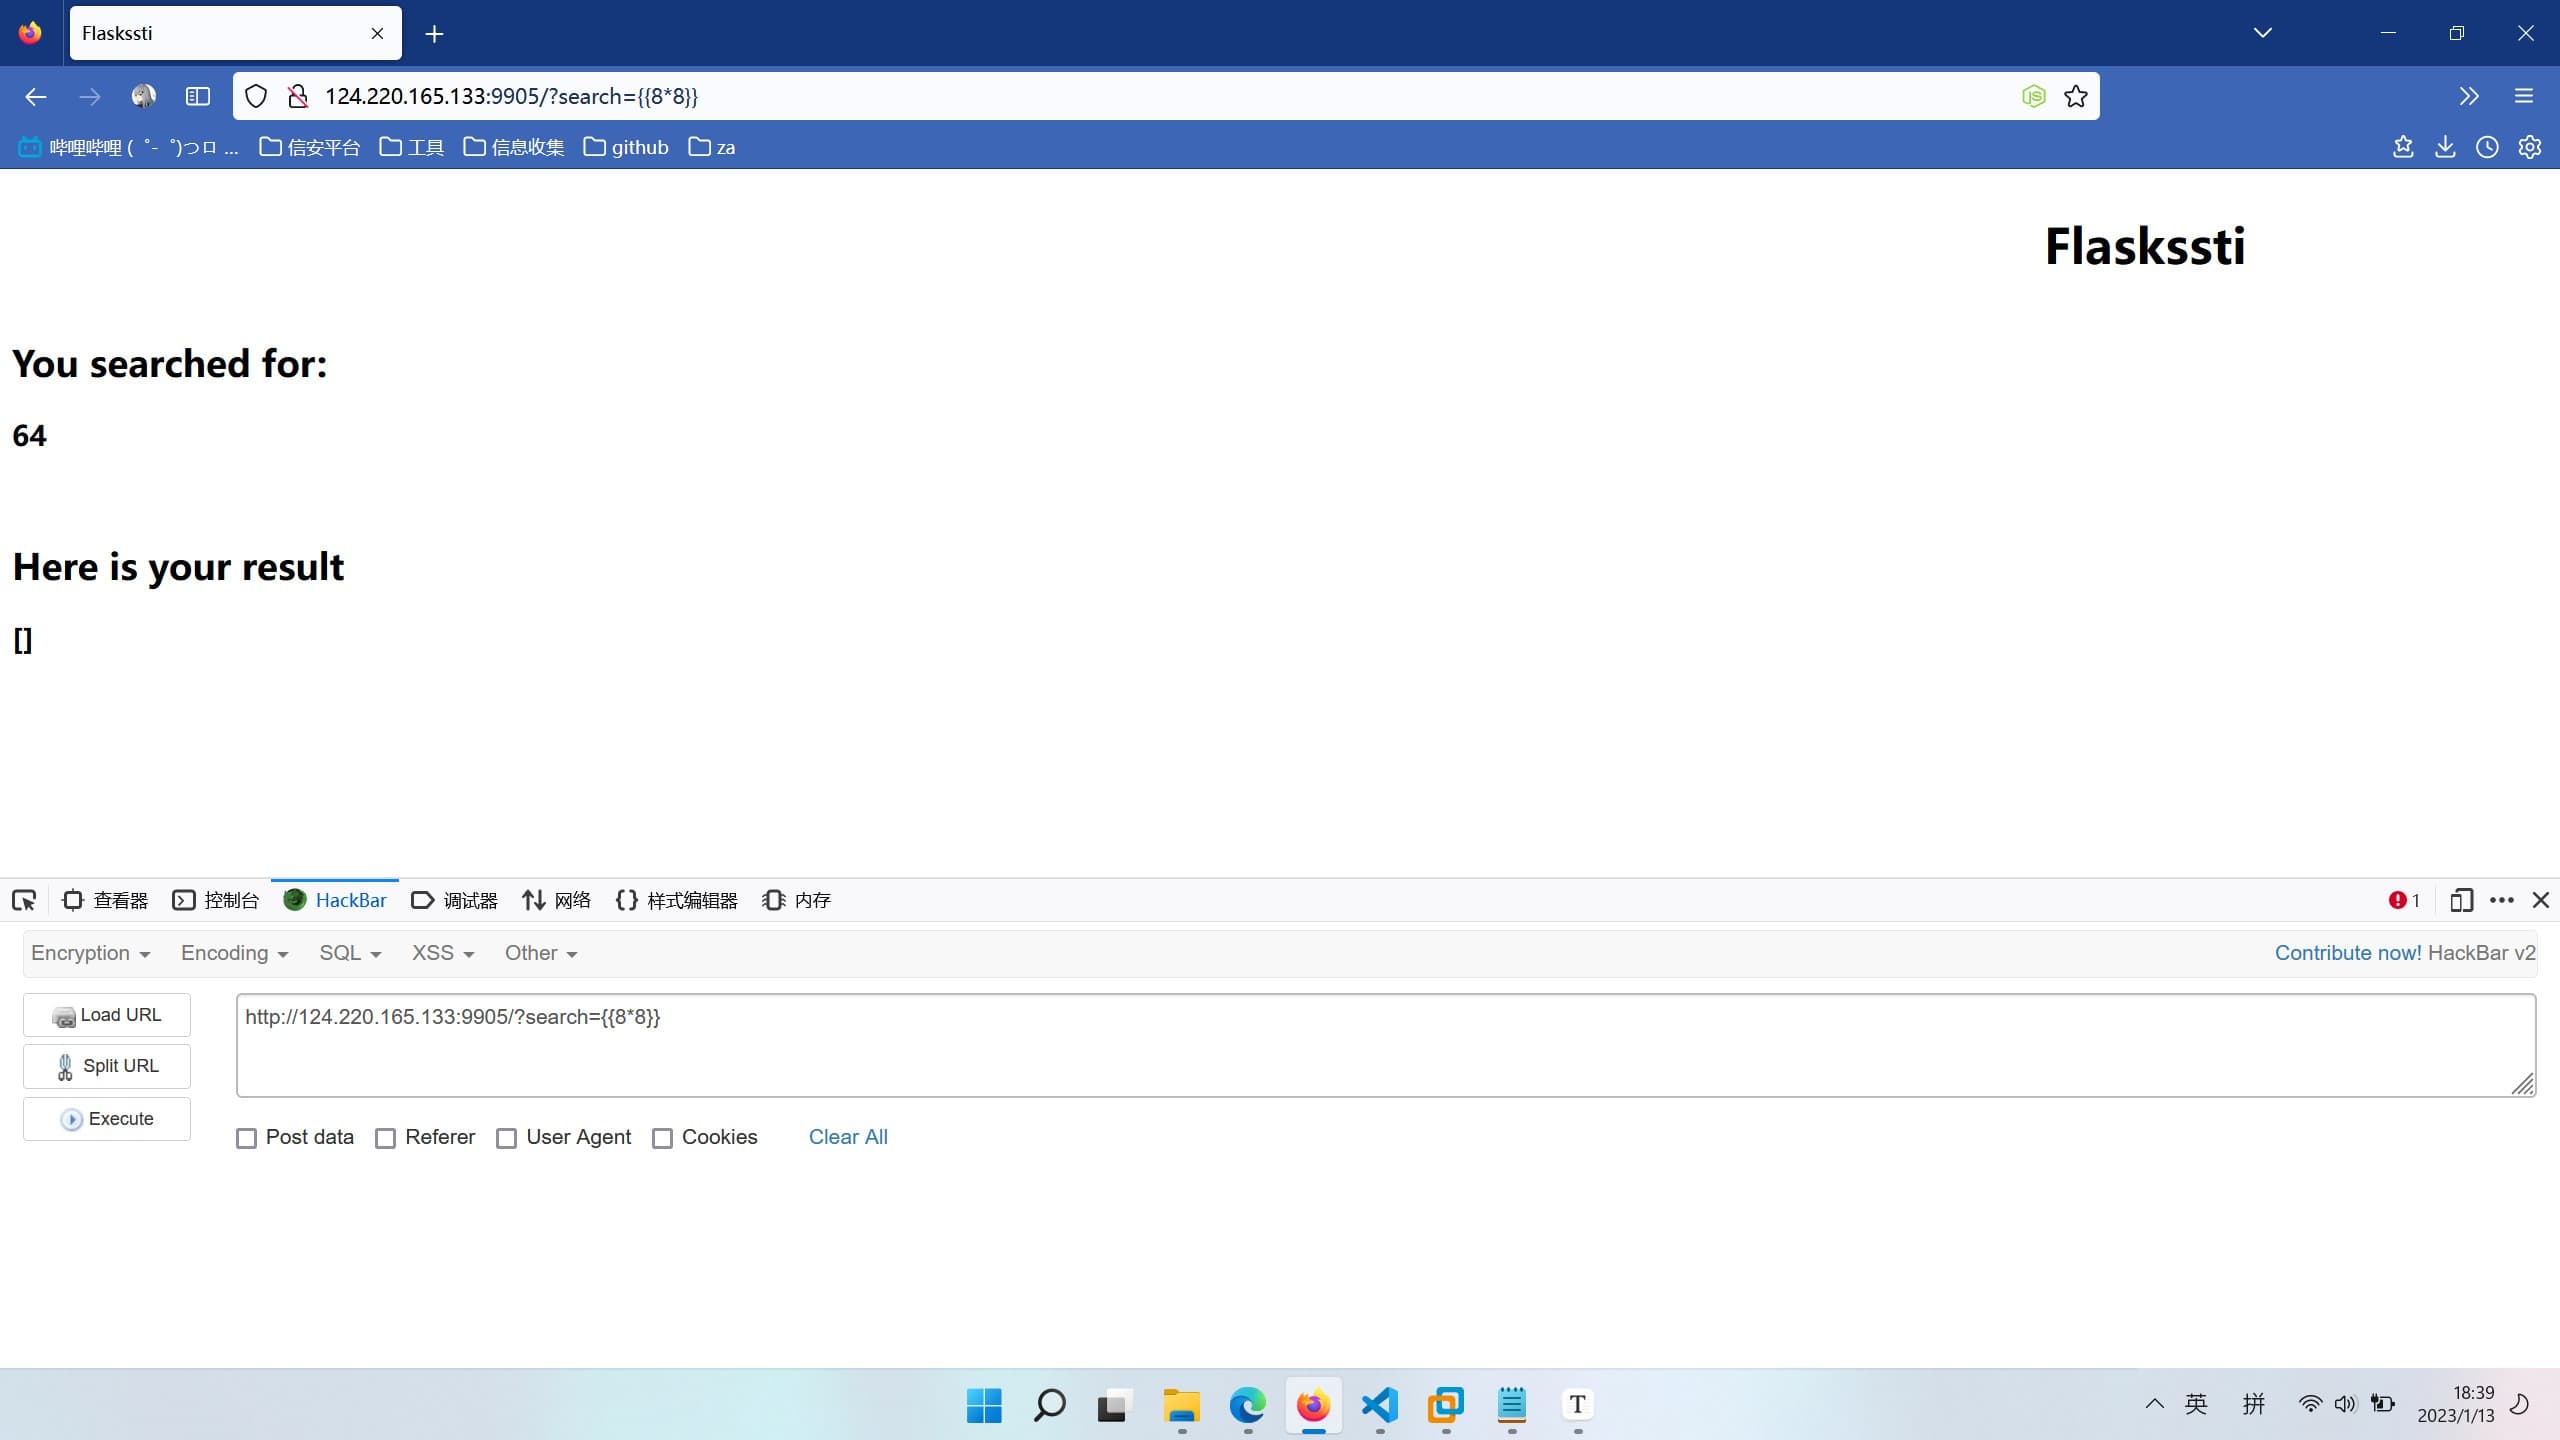 Flaskssti
124.220.165.133:9905/?search={{8*8}}
哔哩哔哩 (゜-゜)つロ ... 信安平台 工具 信息收集 github za
Flaskssti
You searched for:
64
Here is your result
[]
查看器 控制台 HackBar 调试器 网络 样式编辑器 内存 1
Encryption Encoding SQL XSS Other Contribute now! HackBar v2
Load URL
http://124.220.165.133:9905/?search={{8*8}}
Split URL
Execute
Post data Referer User Agent Cookies Clear All
英 拼 18:39
2023/1/13